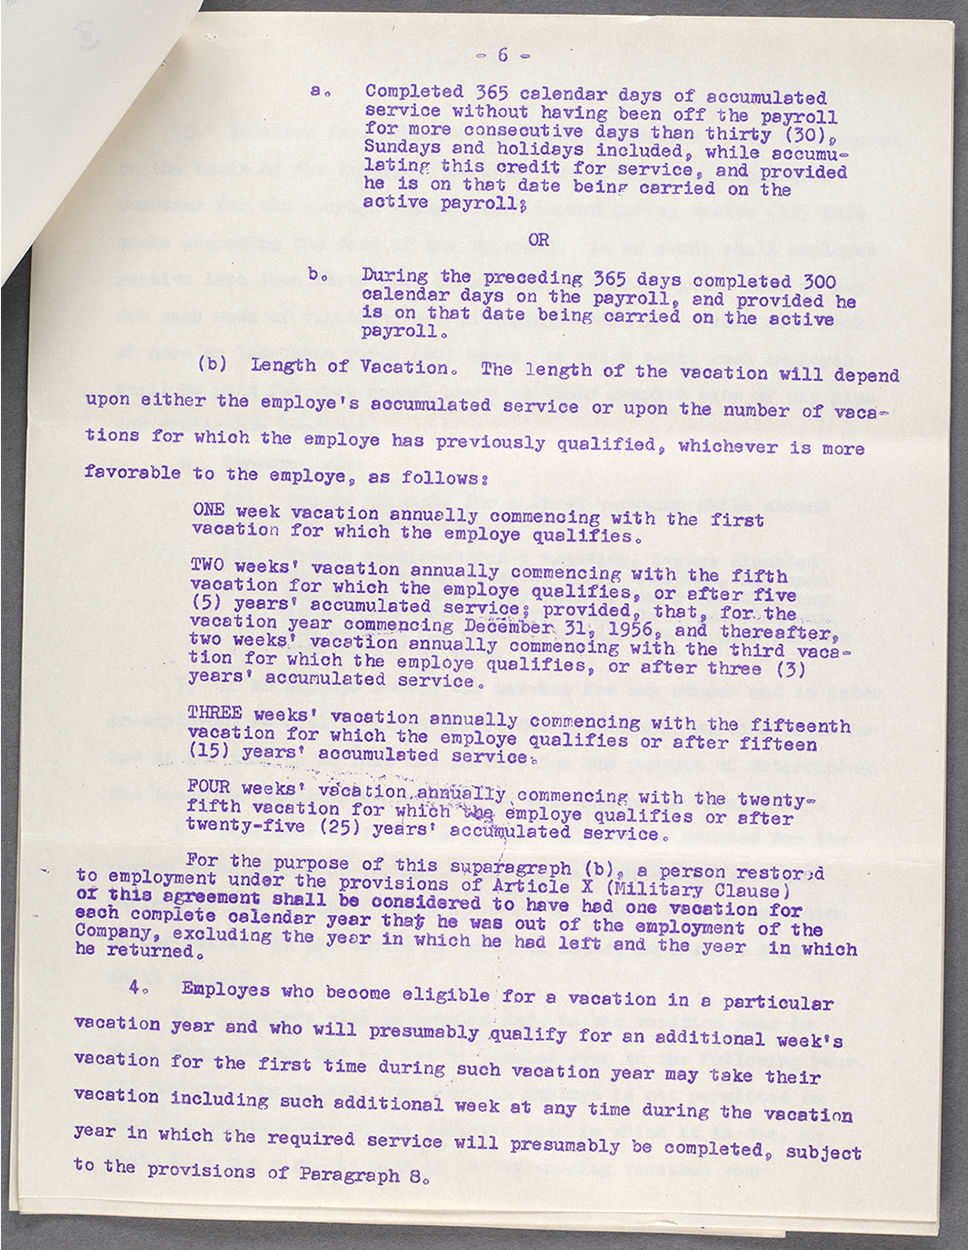 - 6 -
a. Completed 365 calendar days of accumulated
service without having been off the payroll
for more consecutive days than thirty (30),
Sundays and holidays included, while accumu-
lating this credit for service, and provided
he is on that date being carried on the
active payroll;
OR
b. During the preceding 365 days completed 300
calendar days on the payroll, and provided he
is on that date being carried on the active
payroll.
(b) Length of Vacation. The length of the vacation will depend
upon either the employe's accumulated service or upon the number of vaca-
tions for which the employe has previously qualified, whichever is more
favorable to the employe, as follows:
ONE week vacation annually commencing with the first
vacation for which the employe qualifies.
TWO weeks' vacation annually commencing with the fifth
vacation for which the employe qualifies, or after five
(5) years' accumulated service; provided, that, for the
vacation year commencing December 31, 1956, and thereafter,
two weeks' vacation annually commencing with the third vaca-
tion for which the employe qualifies, or after three (3)
years' accumulated service.
THREE weeks' vacation annually commencing with the fifteenth
vacation for which the employe qualifies or after fifteen
(15) years' accumulated service.
FOUR weeks' vacation annually commencing with the twenty-
fifth vacation for which the employe qualifies or after
twenty-five (25) years' accumulated service.
For the purpose of this suparagraph (b), a person restored
to employment under the provisions of Article X (Military Clause)
of this agreement shall be considered to have had one vacation for
each complete calendar year that he was out of the employment of the
Company, excluding the year in which he had left and the year in which
he returned.
4. Employes who become eligible for a vacation in a particular
vacation year and who will presumably qualify for an additional week's
vacation for the first time during such vacation year may take their
vacation including such additional week at any time during the vacation
year in which the required service will presumably be completed, subject
to the provisions of Paragraph 8.